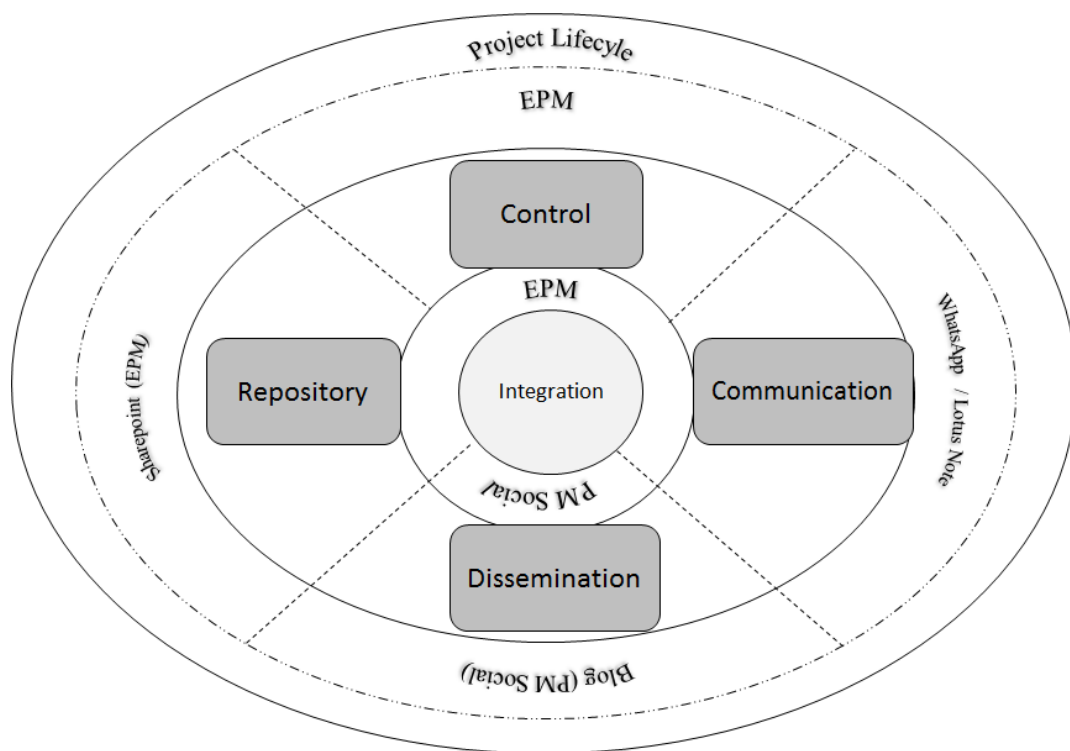 Project Lifecyle
EPM
Control
EPM
Sharepoint (EPM)
Repository
Integration
Communication
WhatsApp / Lotus Note
PM Social
Dissemination
Blog (PM Social)